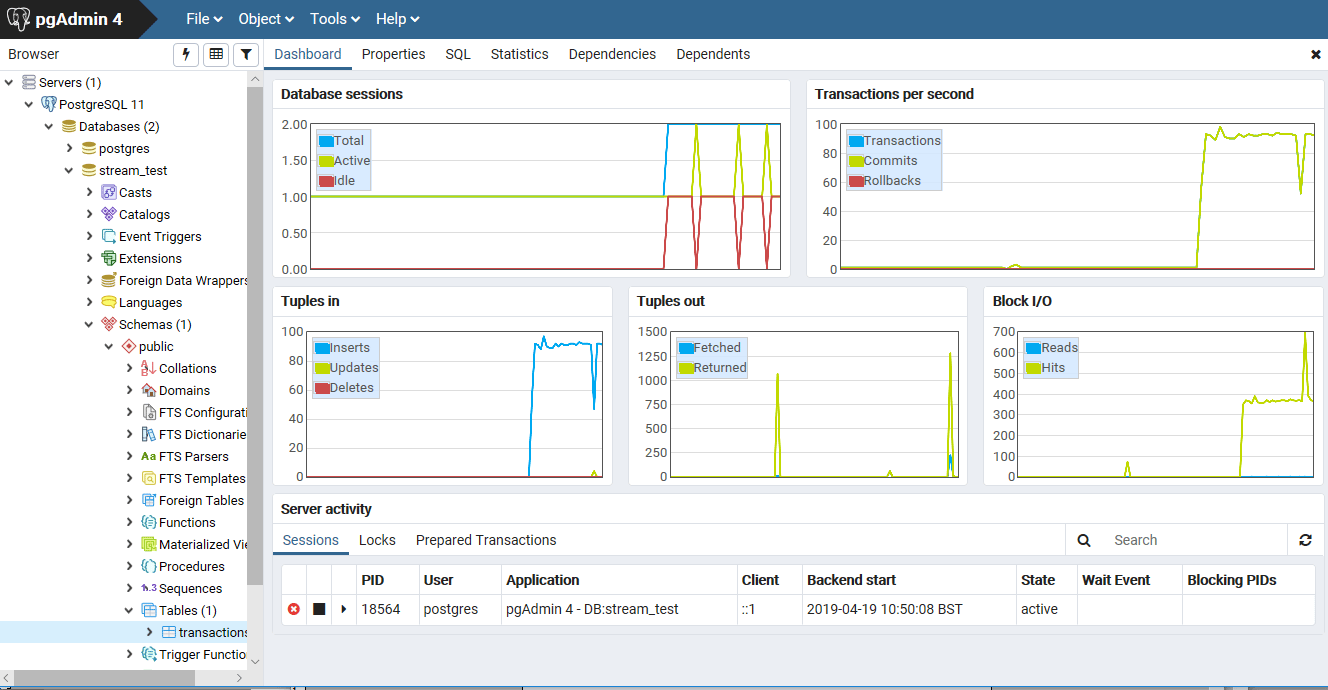 pgAdmin 4 File Object Tools Help
Browser Dashboard Properties SQL Statistics Dependencies Dependents
Servers (1)
PostgreSQL 11
Databases (2)
postgres
stream_test
Casts
Catalogs
Event Triggers
Extensions
Foreign Data Wrappers
Languages
Schemas (1)
public
Collations
Domains
FTS Configurati
FTS Dictionarie
FTS Parsers
FTS Templates
Foreign Tables
Functions
Materialized Vie
Procedures
1..3 Sequences
Tables (1)
transactions
Trigger Functio
Database sessions
2.00
1.50
1.00
0.50
0.00
Total
Active
Idle
Transactions per second
100
80
60
40
20
0
Transactions
Commits
Rollbacks
Tuples in
100
80
60
40
20
0
Inserts
Updates
Deletes
Tuples out
1500
1250
1000
750
500
250
0
Fetched
Returned
Block I/O
700
600
500
400
300
200
100
0
Reads
Hits
Server activity
Sessions Locks Prepared Transactions Search
PID User Application Client Backend start State Wait Event Blocking PIDs
18564 postgres pgAdmin 4 - DB:stream_test ::1 2019-04-19 10:50:08 BST active